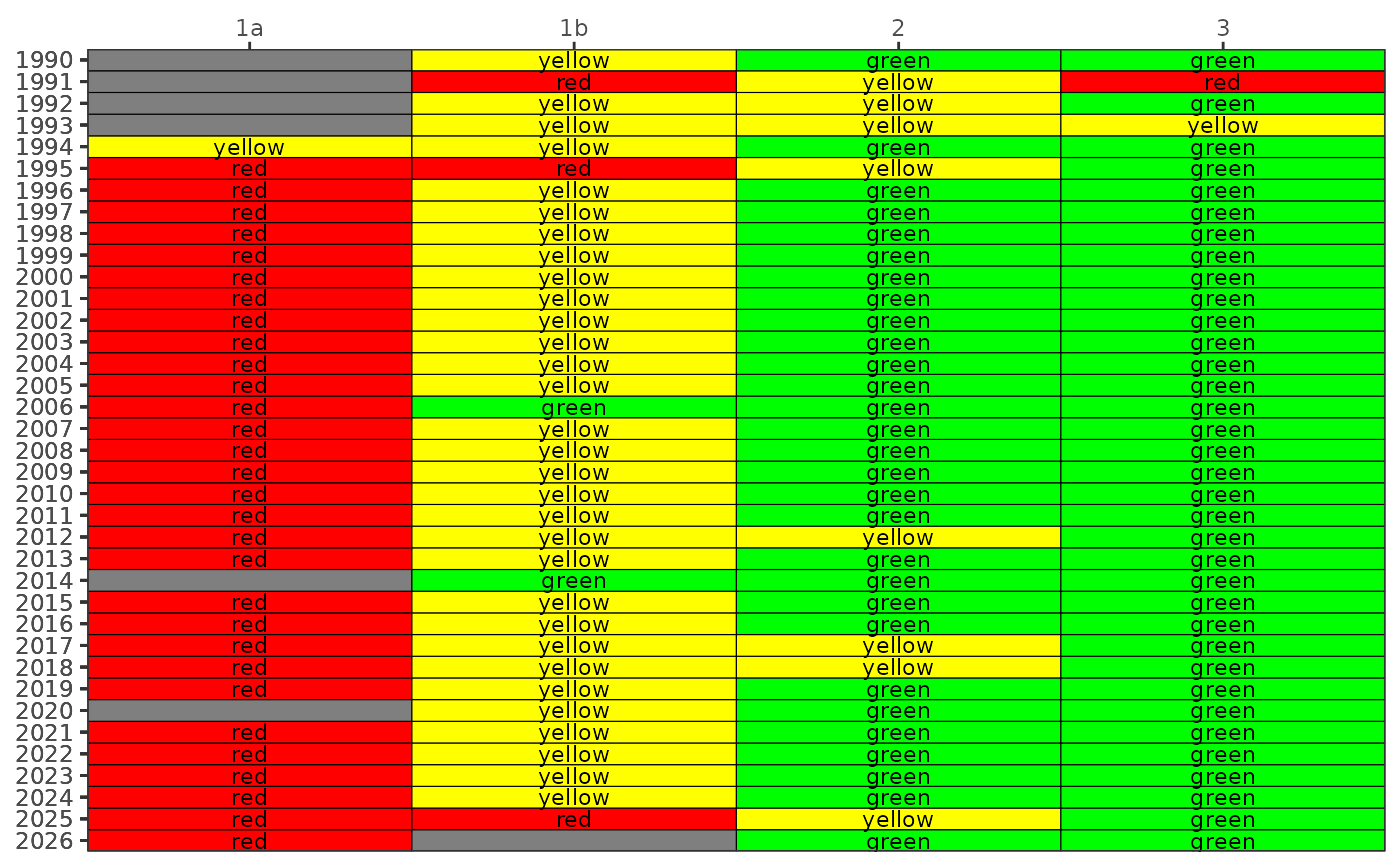 1a 1b 2 3
1990 yellow green green
1991 red yellow red
1992 yellow yellow green
1993 yellow yellow yellow
1994 yellow yellow green green
1995 red red yellow green
1996 red yellow green green
1997 red yellow green green
1998 red yellow green green
1999 red yellow green green
2000 red yellow green green
2001 red yellow green green
2002 red yellow green green
2003 red yellow green green
2004 red yellow green green
2005 red yellow green green
2006 red green green green
2007 red yellow green green
2008 red yellow green green
2009 red yellow green green
2010 red yellow green green
2011 red yellow green green
2012 red yellow yellow green
2013 red yellow green green
2014 green green green
2015 red yellow green green
2016 red yellow green green
2017 red yellow yellow green
2018 red yellow yellow green
2019 red yellow green green
2020 yellow green green
2021 red yellow green green
2022 red yellow green green
2023 red yellow green green
2024 red yellow green green
2025 red red yellow green
2026 red green green